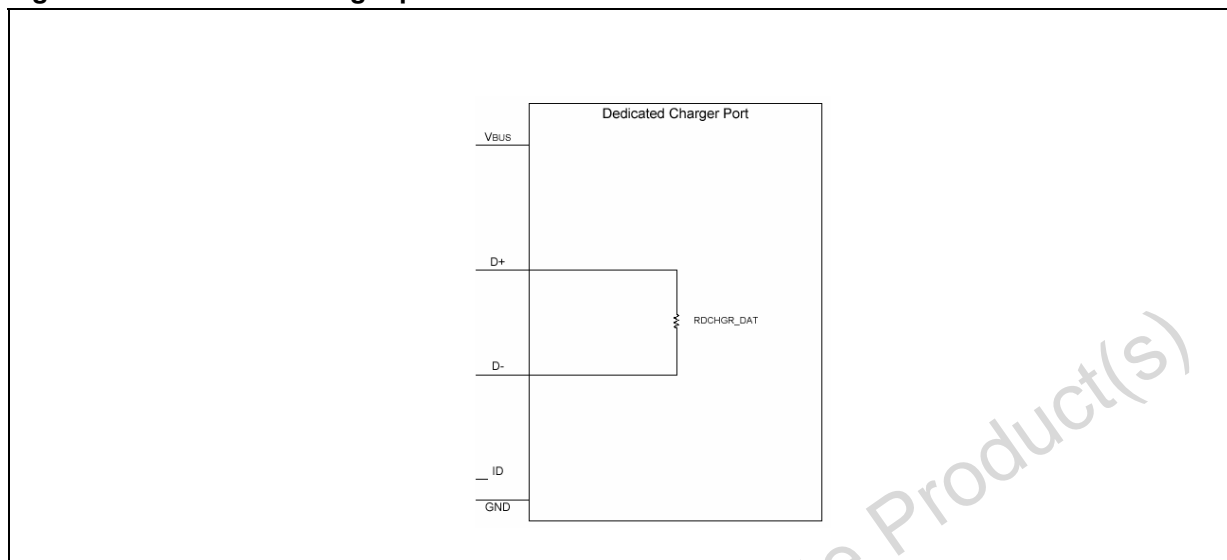 Dedicated Charger Port
VBUS
D+
RDCHGR_DAT
D-
ID
GND
Product(s)